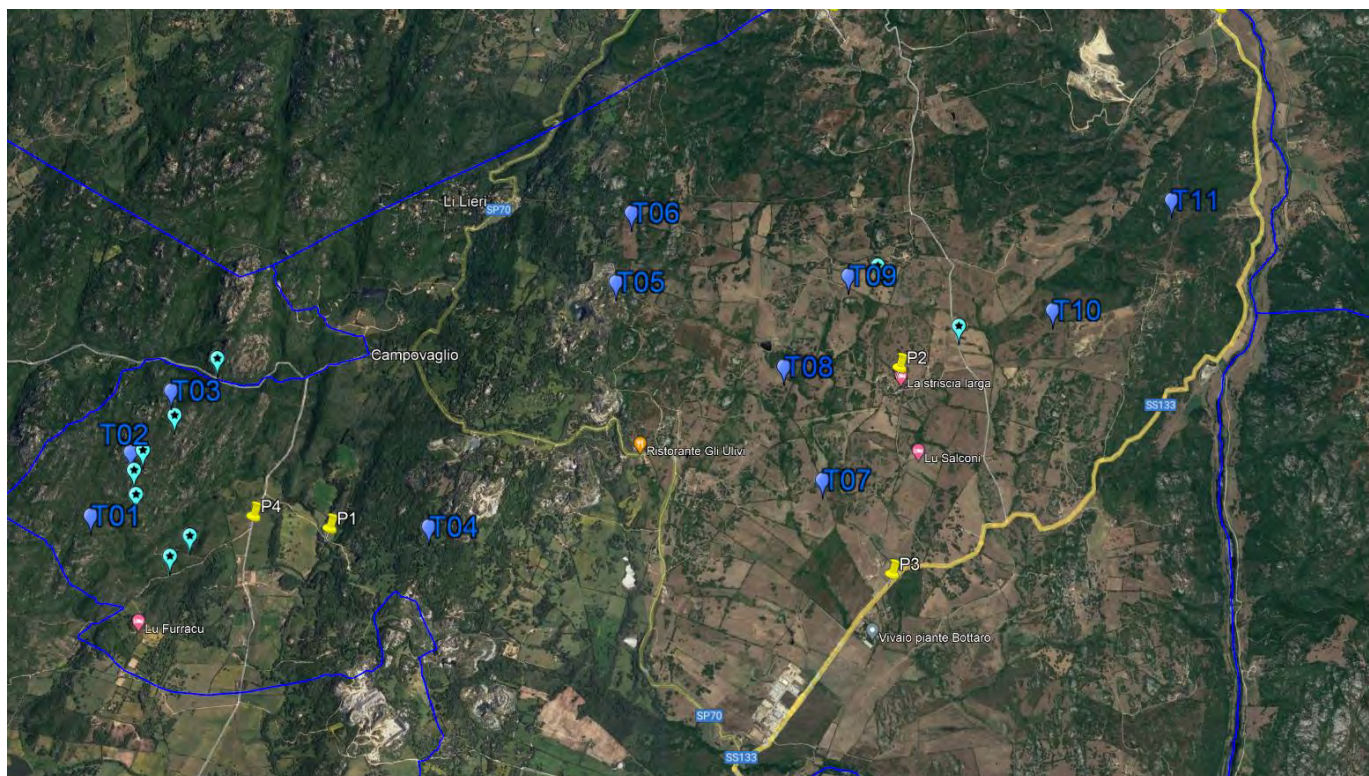 T11
Li Lieri
SP70
T06
T09
T05
T10
Campovaglio
P2
T08
La striscia larga
T03
SS133
T02
Ristorante Gli Ulivi
Lu Salconi
T07
P4
T01
P1
T04
P3
Lu Furracu
Vivaio piante Bottaro
SP70
SS133